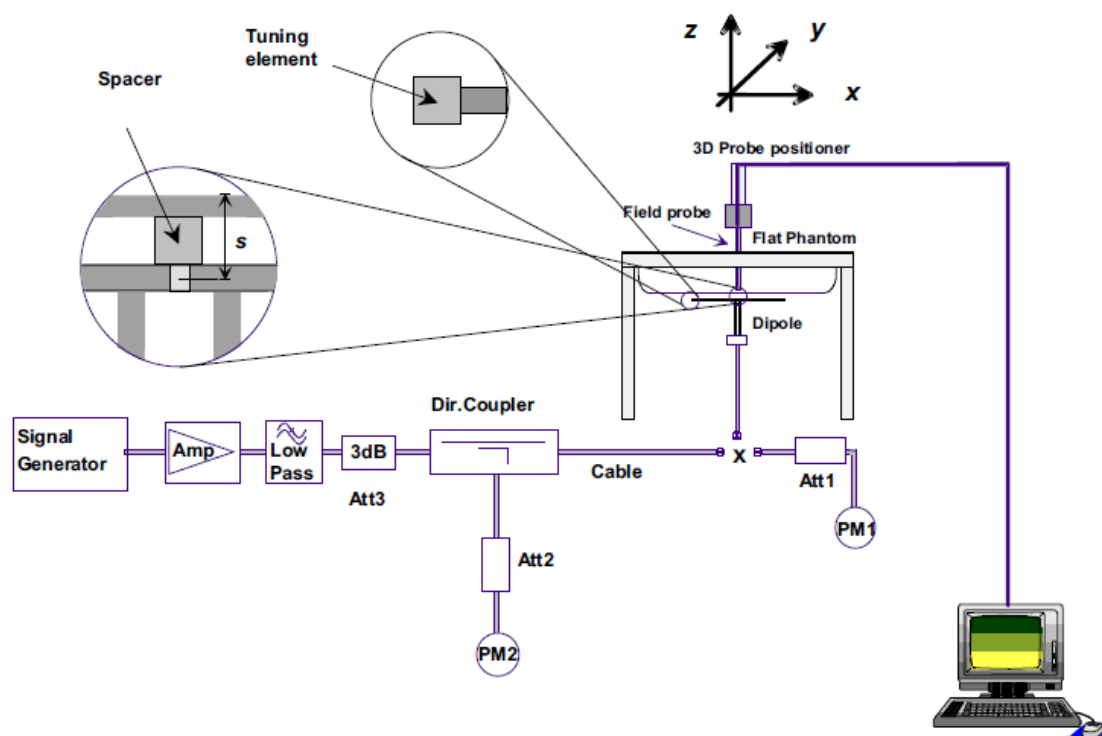 Tuning
element
Spacer
s
z
y
x
3D Probe positioner
Field probe
Flat Phantom
Dipole
Dir.Coupler
Signal
Generator
Amp
Low
Pass
3dB
Att3
Cable
X
Att1
PM1
Att2
PM2